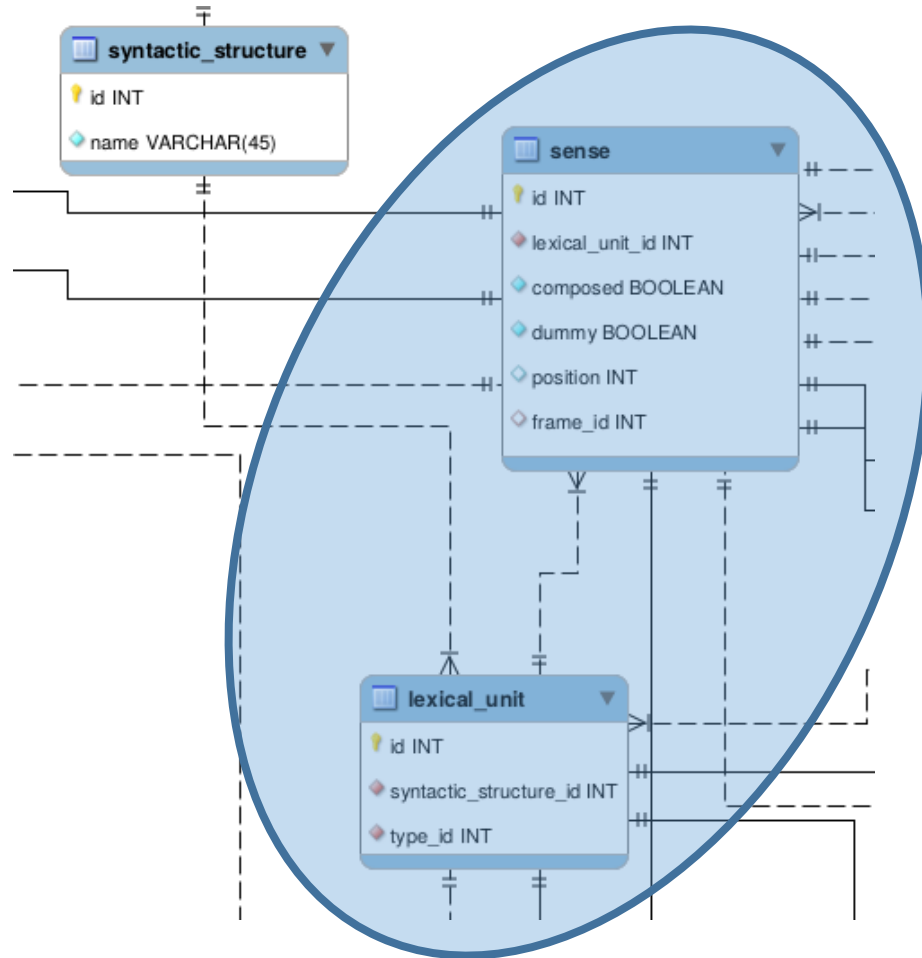 syntactic_structure
id INT
name VARCHAR(45)
sense
id INT
lexical_unit_id INT
composed BOOLEAN
dummy BOOLEAN
position INT
frame_id INT
lexical_unit
id INT
syntactic_structure_id INT
type_id INT